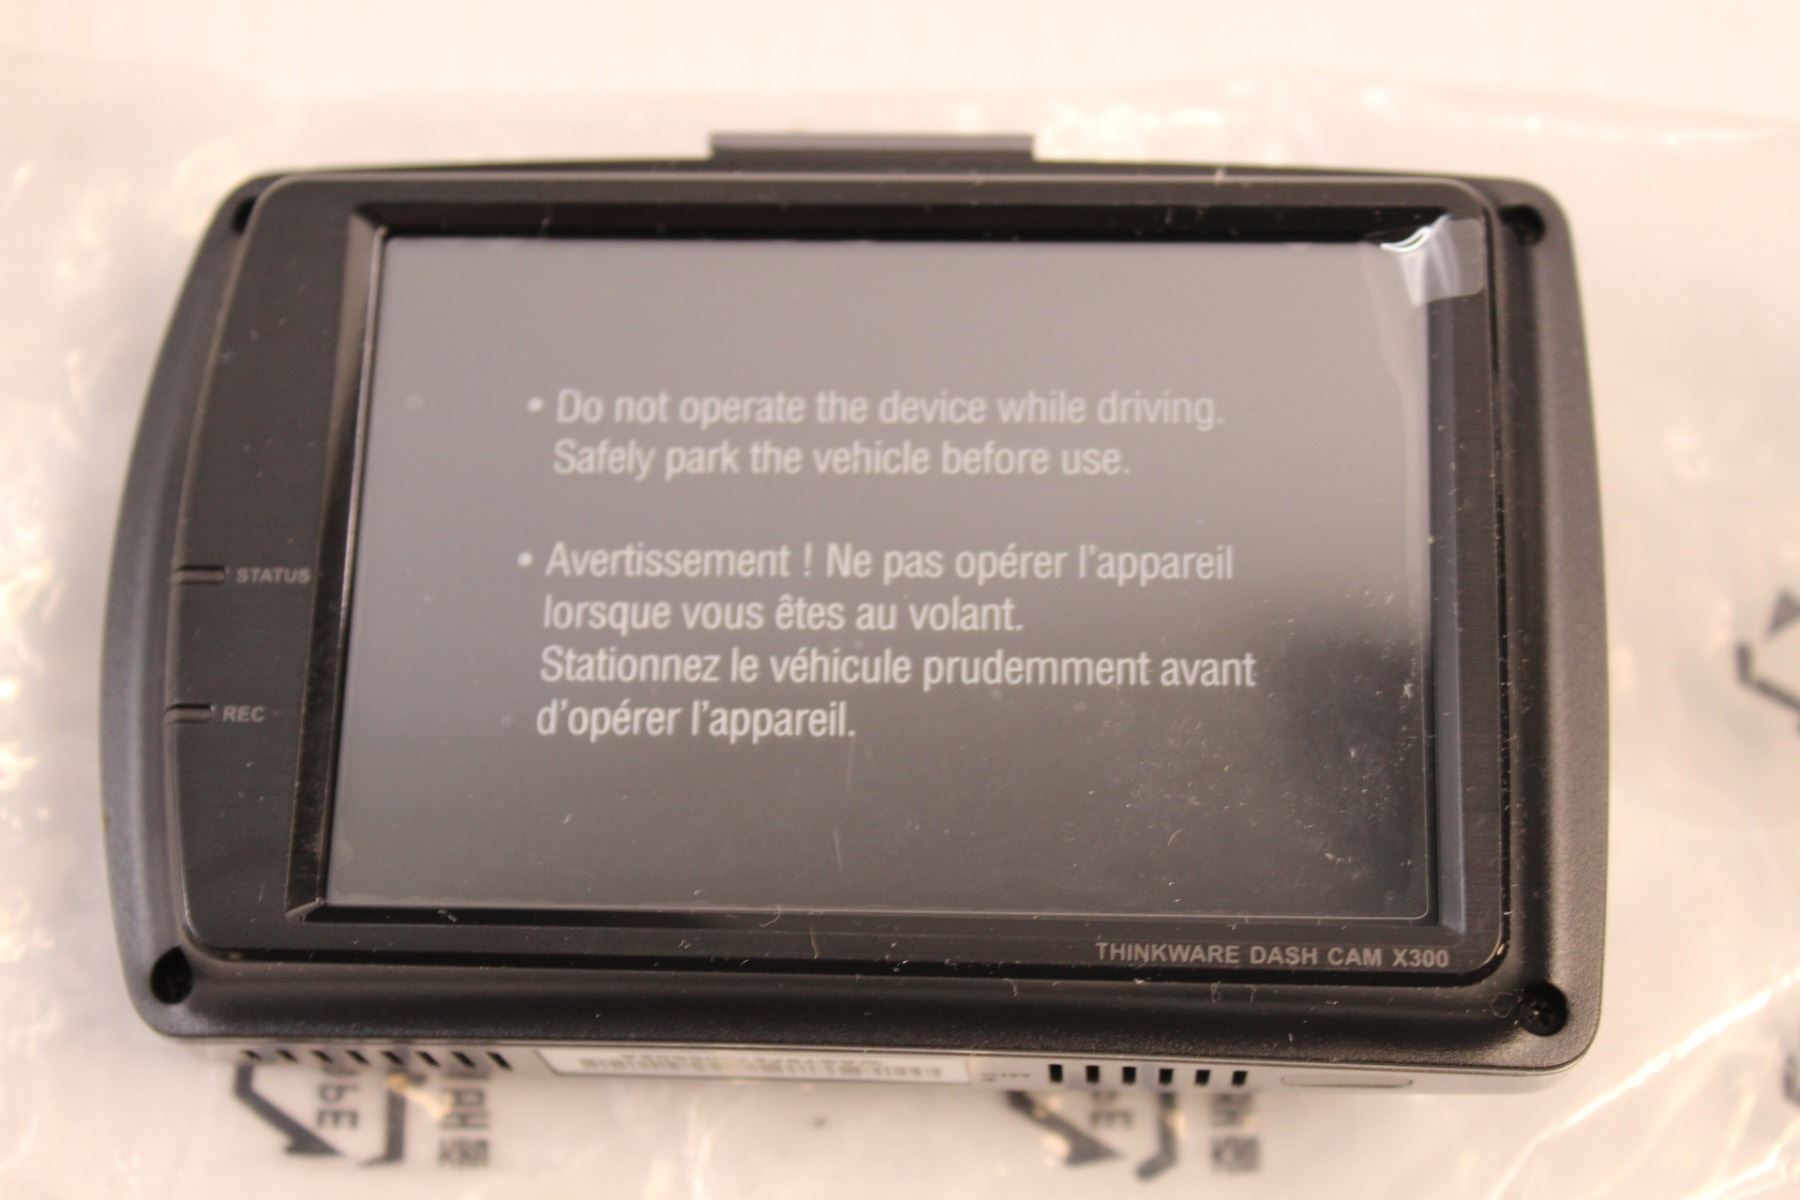 • Do not operate the device while driving.
Safely park the vehicle before use.
• Avertissement ! Ne pas opérer l'appareil
lorsque vous êtes au volant.
Stationnez le véhicule prudemment avant
d'opérer l'appareil.
STATUS
REC
THINKWARE DASH CAM X300
PE